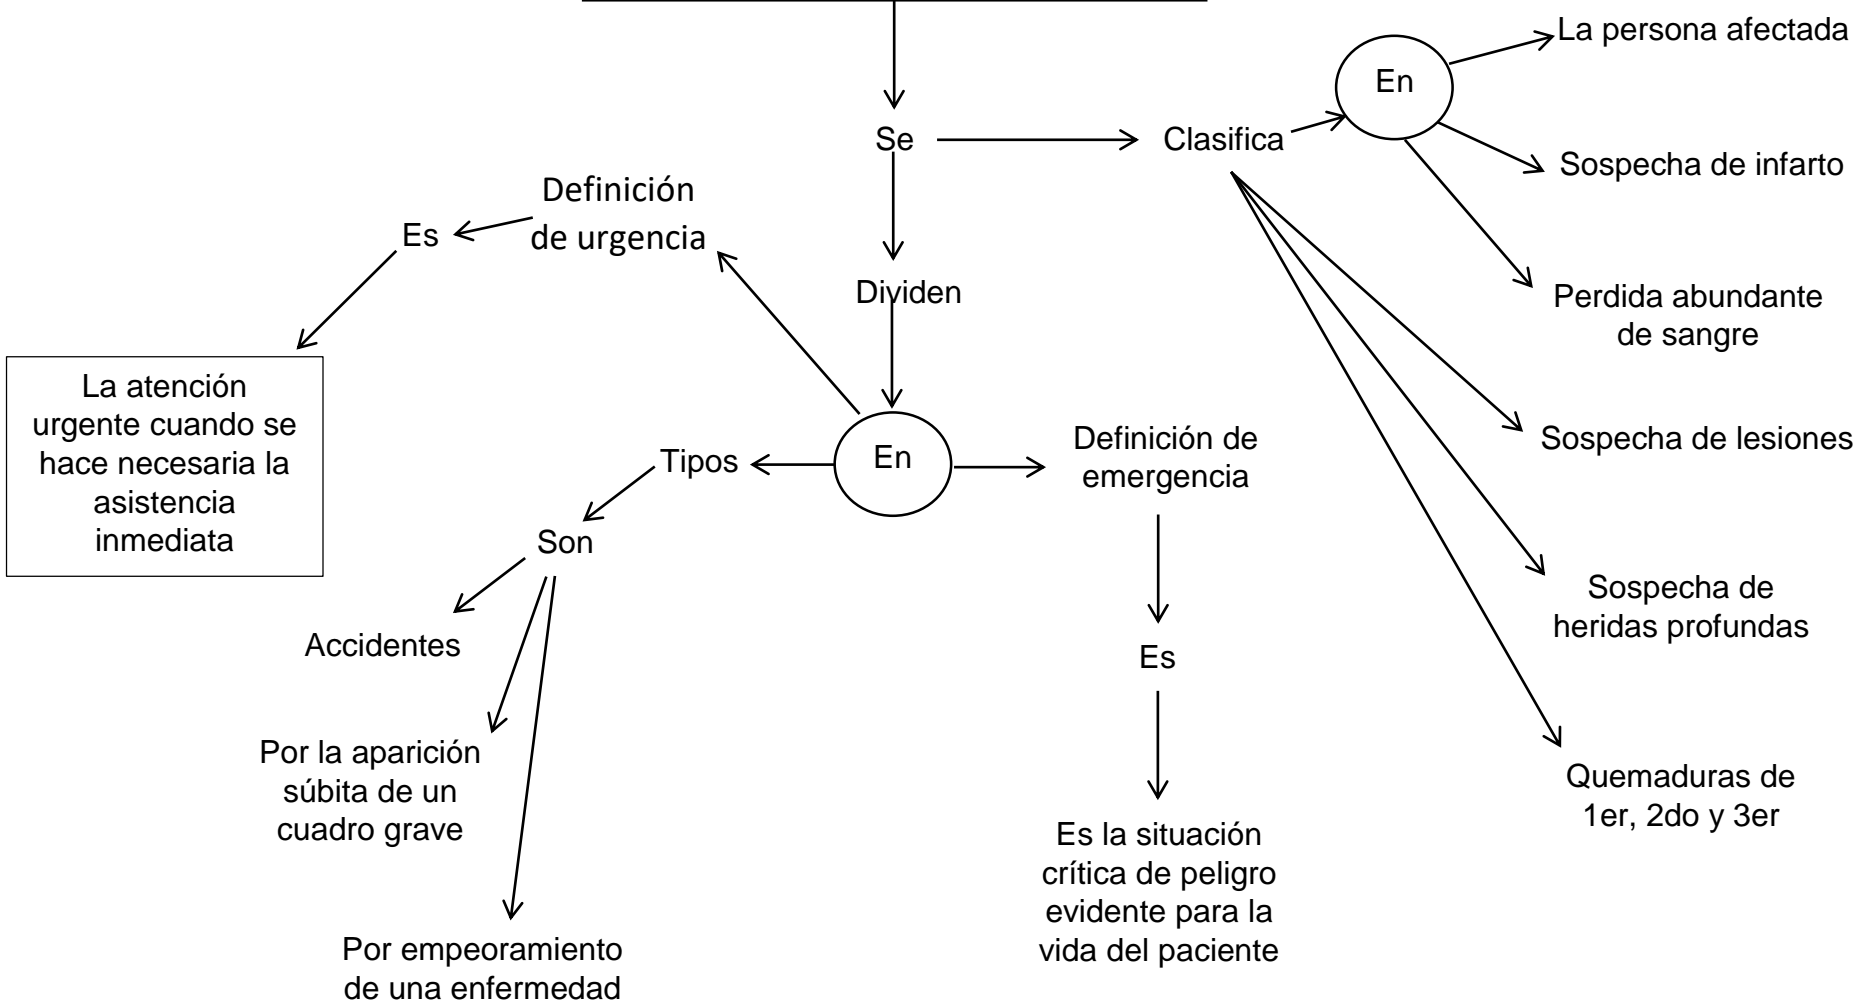 La persona afectada
En
Se
Clasifica
Sospecha de infarto
Definición
de urgencia
Es
Dividen
Perdida abundante
de sangre
La atención
urgente cuando se
hace necesaria la
asistencia
inmediata
Tipos
En
Definición de
emergencia
Sospecha de lesiones
Son
Accidentes
Es
Sospecha de
heridas profundas
Por la aparición
súbita de un
cuadro grave
Quemaduras de
1er, 2do y 3er
Es la situación
crítica de peligro
evidente para la
vida del paciente
Por empeoramiento
de una enfermedad